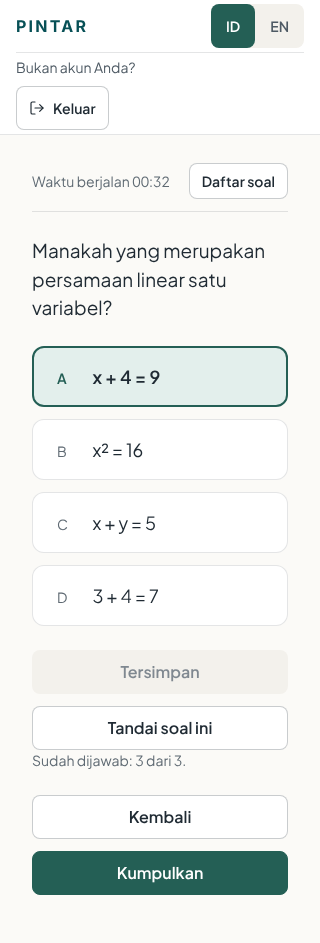 PINTAR
ID
EN
Bukan akun Anda?
Keluar
Waktu berjalan 00:32
Daftar soal
Manakah yang merupakan
persamaan linear satu
variabel?
A x + 4 = 9
B x² = 16
C x + y = 5
D 3 + 4 = 7
Tersimpan
Tandai soal ini
Sudah dijawab: 3 dari 3.
Kembali
Kumpulkan